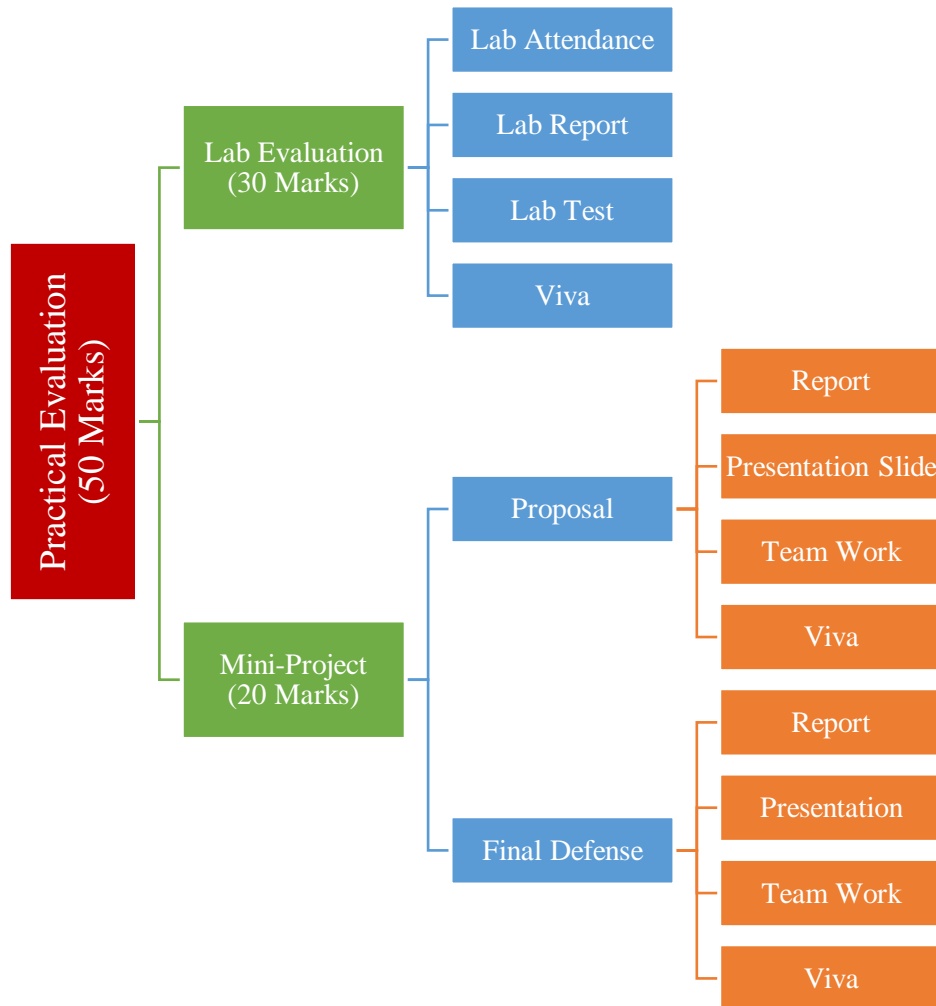 Practical Evaluation
(50 Marks)
Lab Evaluation
(30 Marks)
Lab Attendance
Lab Report
Lab Test
Viva
Mini-Project
(20 Marks)
Proposal
Report
Presentation Slide
Team Work
Viva
Final Defense
Report
Presentation
Team Work
Viva